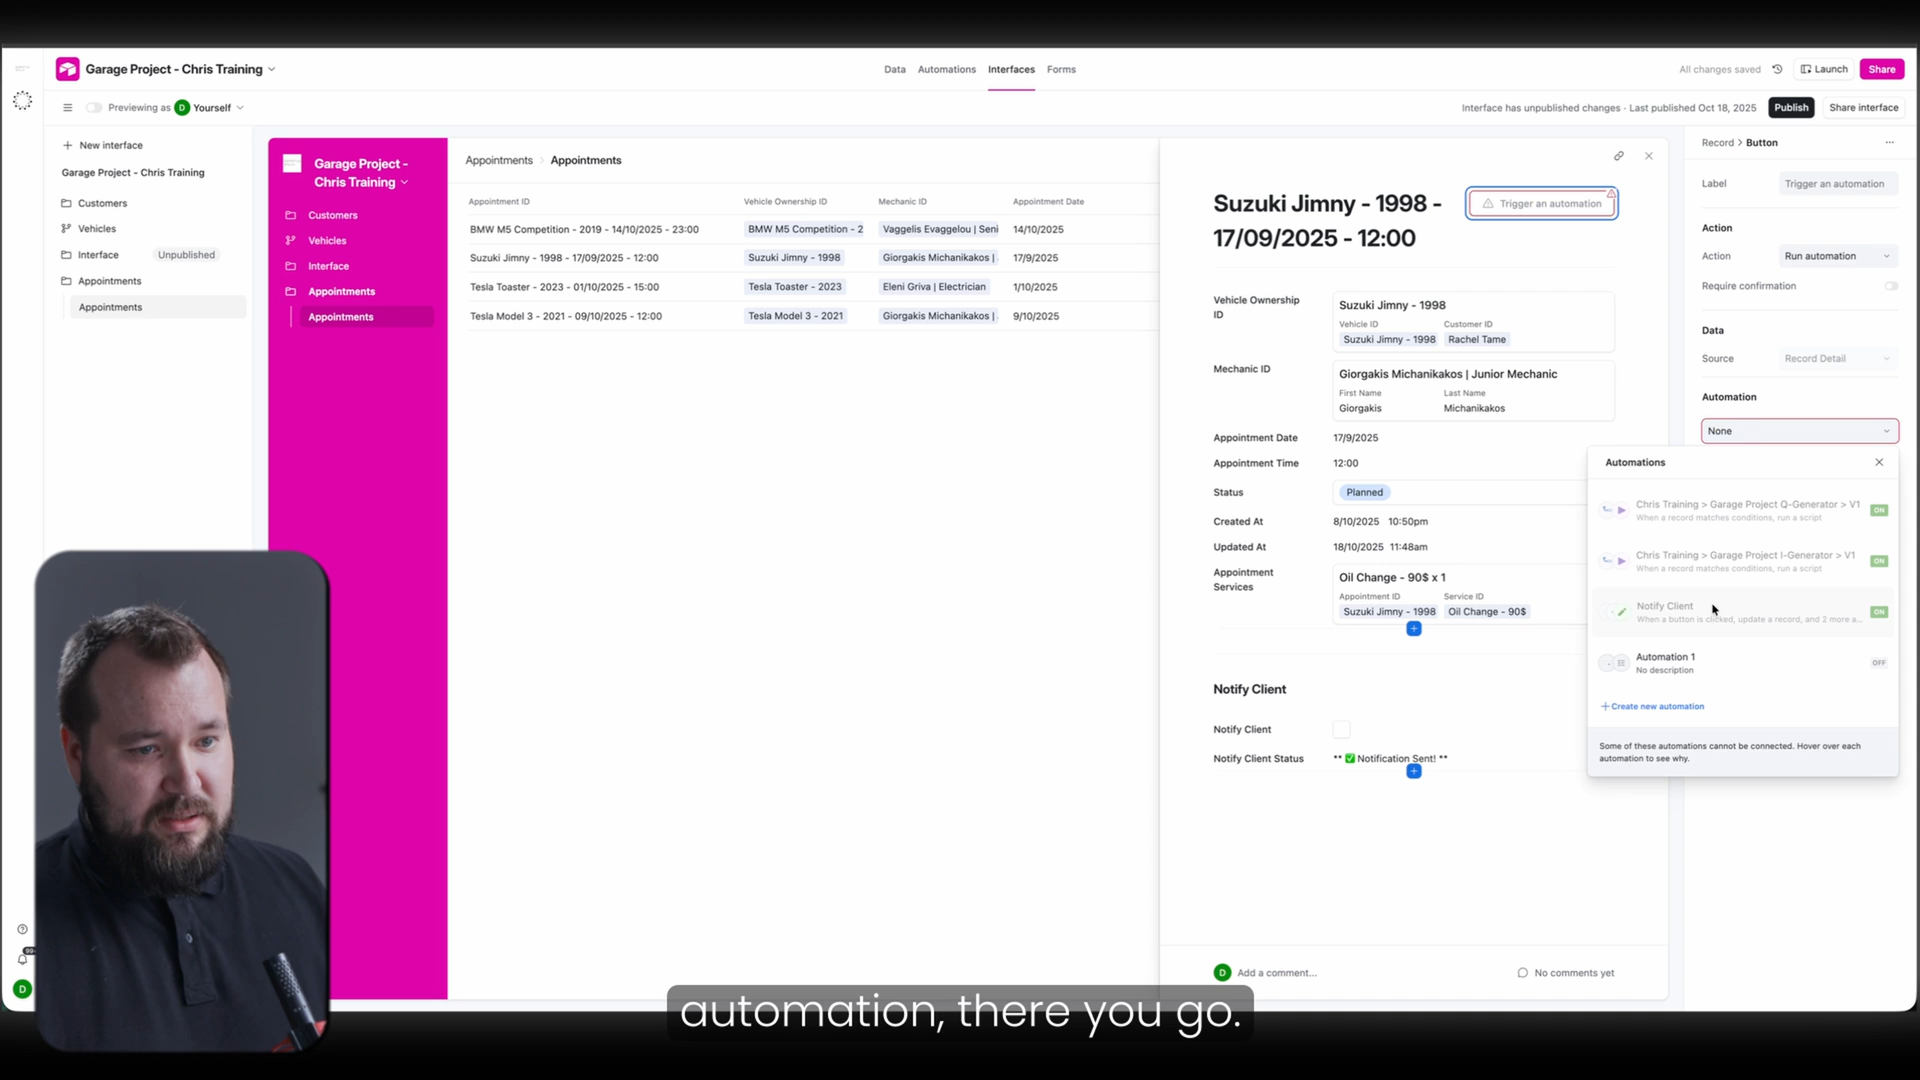 Garage Project - Chris Training
Data
Automations
Interfaces
Forms
All changes saved
Launch
Share
Previewing as
D
Yourself
Interface has unpublished changes · Last published Oct 18, 2025
Publish
Share interface
New interface
Garage Project - Chris Training
Customers
Vehicles
Interface
Unpublished
Appointments
Appointments
Garage Project -
Chris Training
Customers
Vehicles
Interface
Appointments
Appointments
Appointments > Appointments
Appointment ID
Vehicle Ownership ID
Mechanic ID
Appointment Date
BMW M5 Competition - 2019 - 14/10/2025 - 23:00
BMW M5 Competition - 2
Vaggelis Evaggelou | Seni
14/10/2025
Suzuki Jimny - 1998 - 17/09/2025 - 12:00
Suzuki Jimny - 1998
Giorgakis Michanikakos |
17/9/2025
Tesla Toaster - 2023 - 01/10/2025 - 15:00
Tesla Toaster - 2023
Eleni Griva | Electrician
1/10/2025
Tesla Model 3 - 2021 - 09/10/2025 - 12:00
Tesla Model 3 - 2021
Giorgakis Michanikakos |
9/10/2025
Suzuki Jimny - 1998 -
17/09/2025 - 12:00
Trigger an automation
Vehicle Ownership
ID
Suzuki Jimny - 1998
Vehicle ID
Customer ID
Suzuki Jimny - 1998
Rachel Tame
Mechanic ID
Giorgakis Michanikakos | Junior Mechanic
First Name
Last Name
Giorgakis
Michanikakos
Appointment Date
17/9/2025
Appointment Time
12:00
Status
Planned
Created At
8/10/2025 10:50pm
Updated At
18/10/2025 11:48am
Appointment
Services
Oil Change - 90$ x 1
Appointment ID
Service ID
Suzuki Jimny - 1998
Oil Change - 90$
Notify Client
Notify Client
Notify Client Status
** ✅ Notification Sent! **
D
Add a comment...
No comments yet
Record > Button
Label
Trigger an automation
Action
Action
Run automation
Require confirmation
Data
Source
Record Detail
Automation
None
Automations
Chris Training > Garage Project Q-Generator > V1
When a record matches conditions, run a script
ON
Chris Training > Garage Project I-Generator > V1
When a record matches conditions, run a script
ON
Notify Client
When a button is clicked, update a record, and 2 more a...
ON
Automation 1
No description
OFF
Create new automation
Some of these automations cannot be connected. Hover over each
automation to see why.
D
automation, there you go.